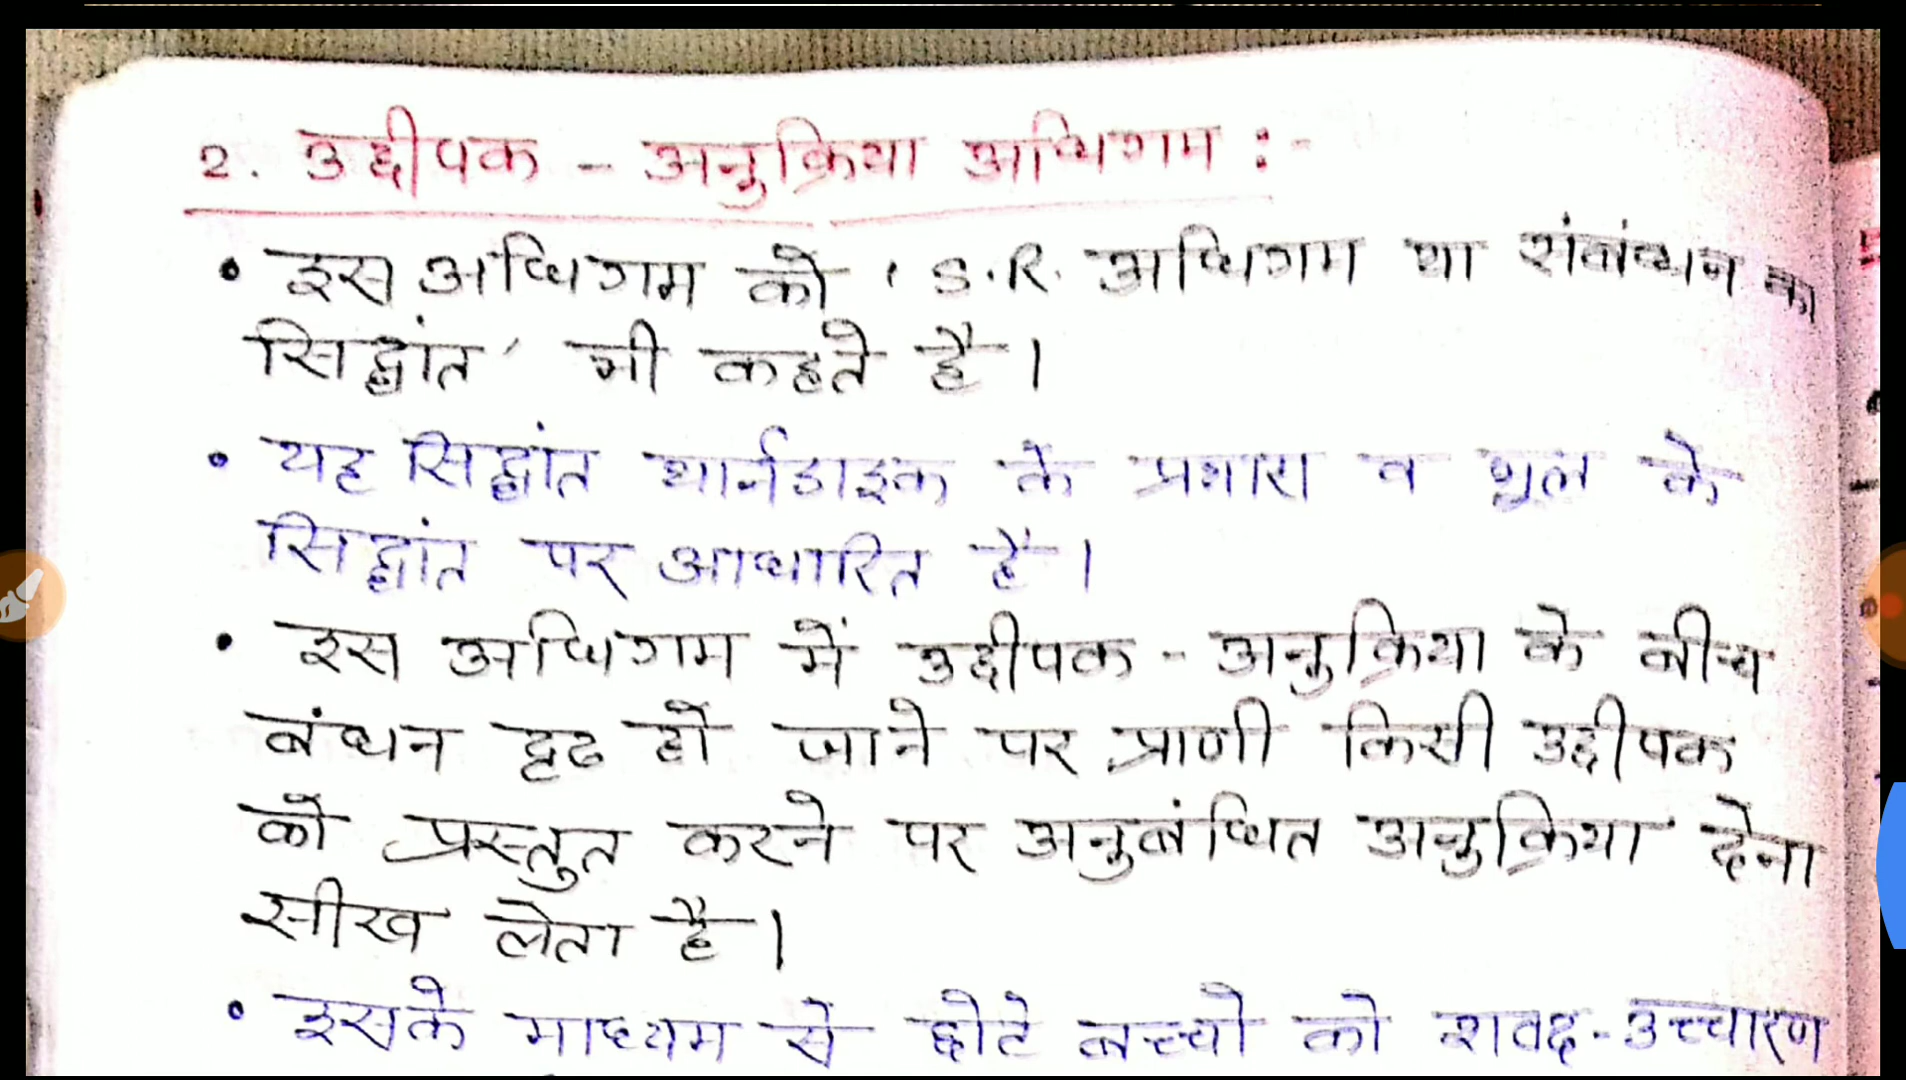 2. उद्दीपक - अनुक्रिया अधिगम :-
• इस अधिगम को 'S.R. अधिगम या संबंधन का
सिद्धांत' भी कहते है।
• यह सिद्धांत थार्नडाइक के प्रयास व भूल के
सिद्धांत पर आधारित है।
• इस अधिगम में उद्दीपक - अनुक्रिया के बीच
बंधन दृढ हो जाने पर प्राणी किसी उद्दीपक
को प्रस्तुत करने पर अनुबंधित अनुक्रिया देना
सीख लेता है।
• इसके माध्यम से छोटे बच्चो को शब्द-उच्चारण